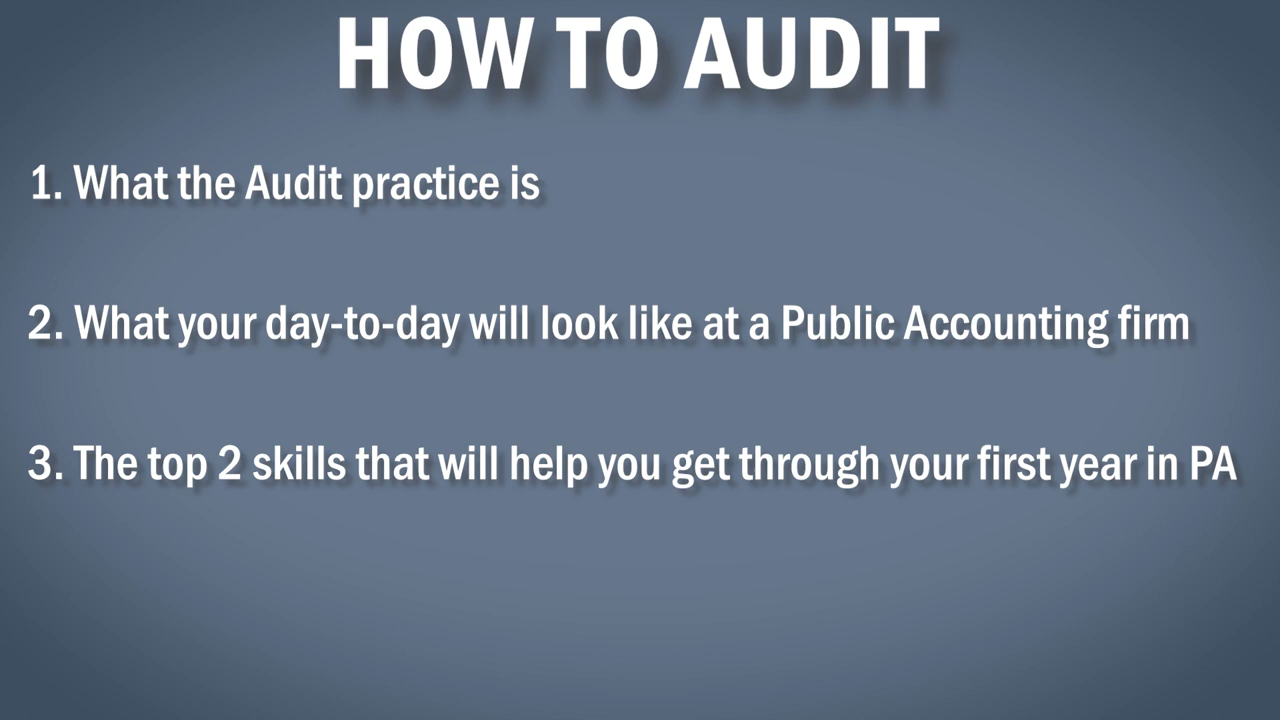 HOW TO AUDIT
1. What the Audit practice is
2. What your day-to-day will look like at a Public Accounting firm
3. The top 2 skills that will help you get through your first year in PA